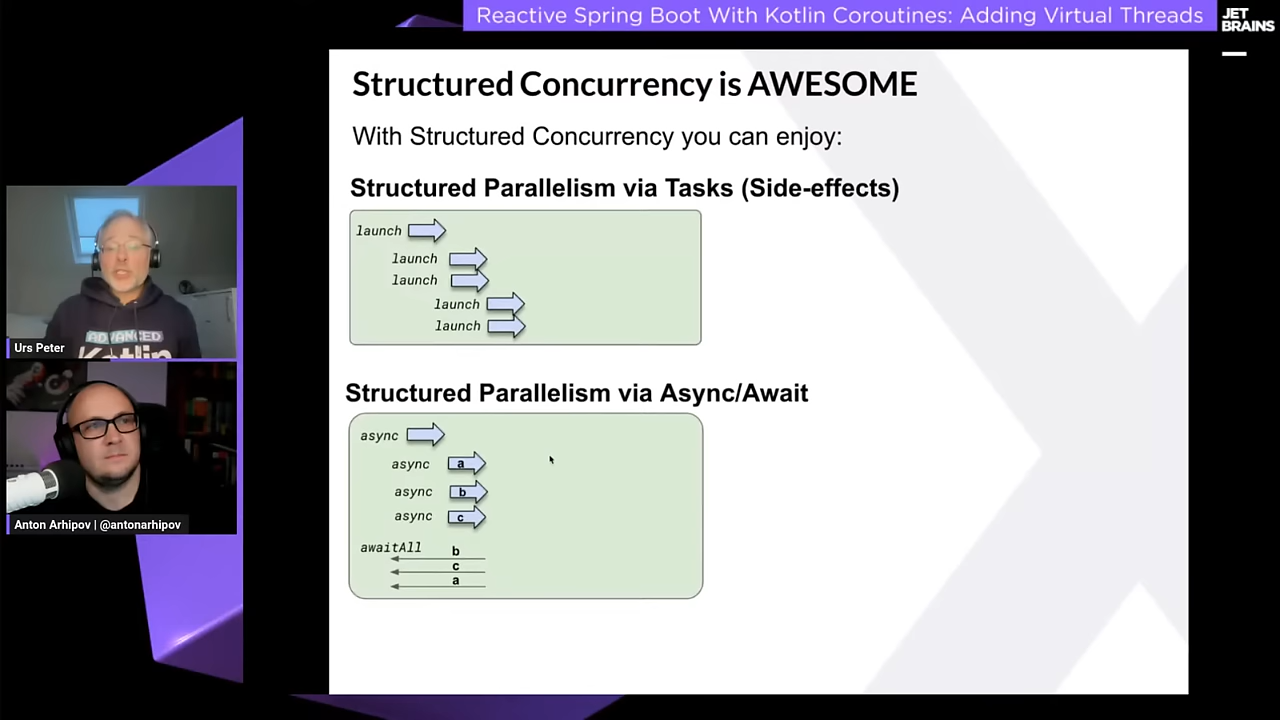 Reactive Spring Boot With Kotlin Coroutines: Adding Virtual Threads
JET
BRAINS
Structured Concurrency is AWESOME
With Structured Concurrency you can enjoy:
Structured Parallelism via Tasks (Side-effects)
launch
launch
launch
launch
launch
Structured Parallelism via Async/Await
async
async a
async b
async c
awaitAll b
c
a
ADVANCED
Kotlin
Urs Peter
Anton Arhipov | @antonarhipov